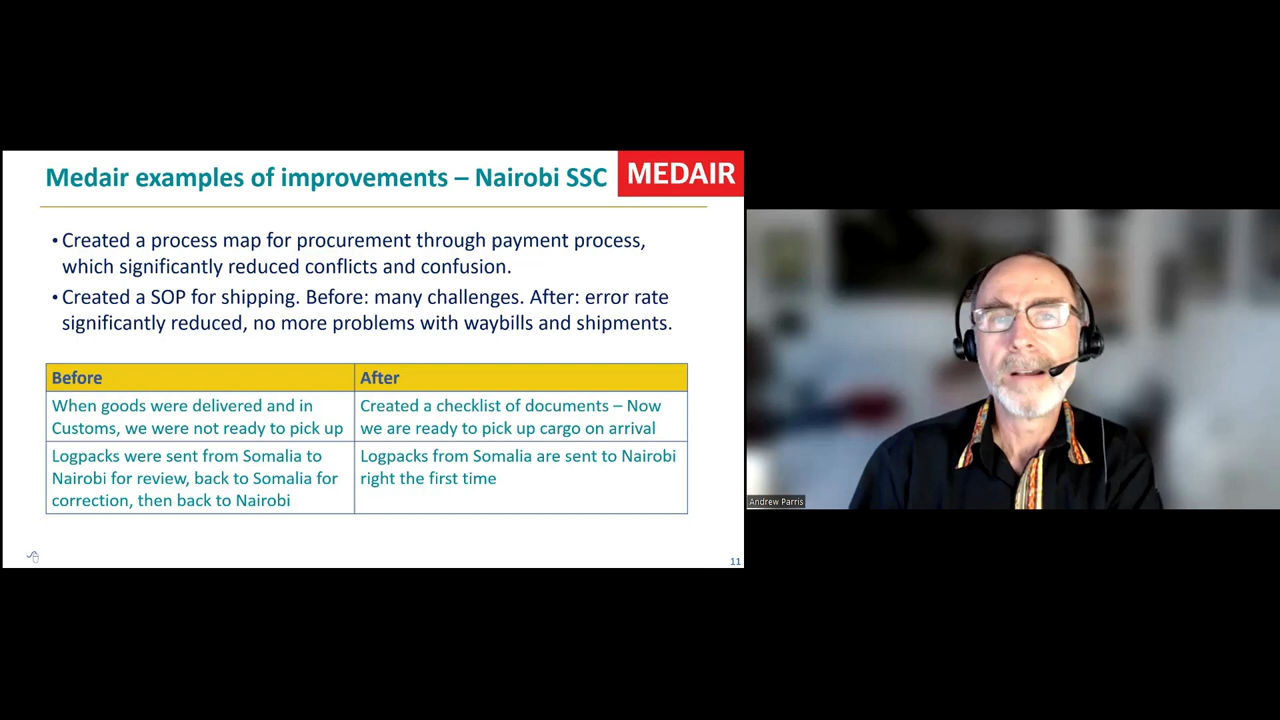 Medair examples of improvements – Nairobi SSC
MEDAIR
• Created a process map for procurement through payment process,
which significantly reduced conflicts and confusion.
• Created a SOP for shipping. Before: many challenges. After: error rate
significantly reduced, no more problems with waybills and shipments.
Before
After
When goods were delivered and in
Customs, we were not ready to pick up
Created a checklist of documents – Now
we are ready to pick up cargo on arrival
Logpacks were sent from Somalia to
Nairobi for review, back to Somalia for
correction, then back to Nairobi
Logpacks from Somalia are sent to Nairobi
right the first time
11
Andrew Parris